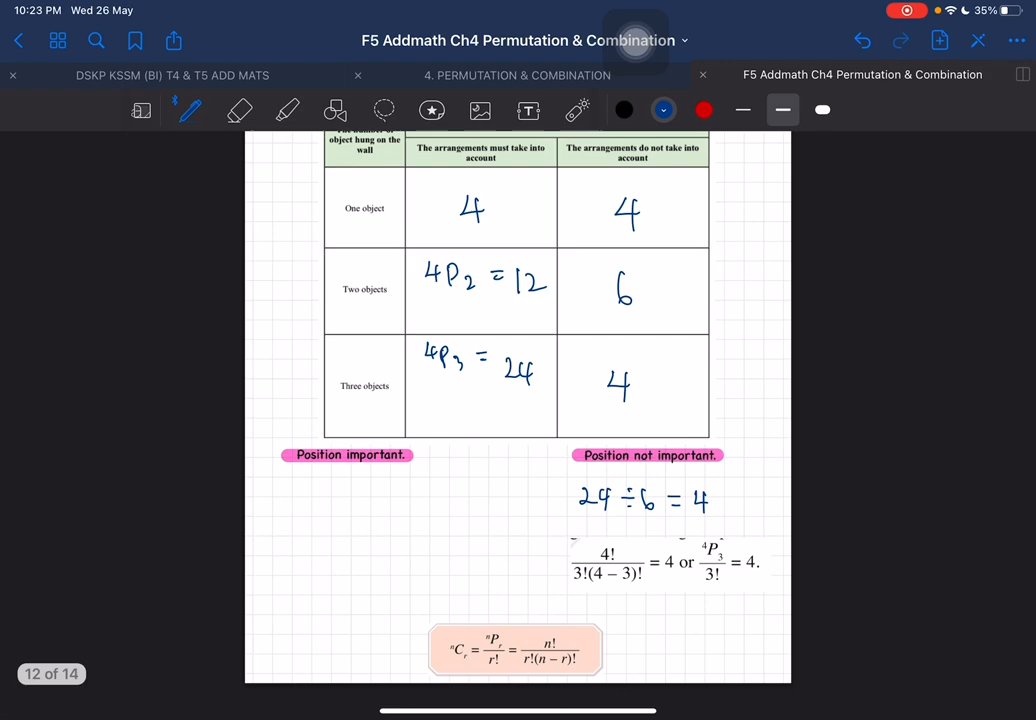 10:23 PM Wed 26 May
35%
F5 Addmath Ch4 Permutation & Combination
DSKP KSSM (BI) T4 & T5 ADD MATS
4. PERMUTATION & COMBINATION
F5 Addmath Ch4 Permutation & Combination
object hung on the
wall
The arrangements must take into
account
The arrangements do not take into
account
One object
4
4
Two objects
4P2 = 12
6
Three objects
4P3 = 24
4
Position important.
Position not important.
24 ÷ 6 = 4
4!/3!(4 – 3)! = 4 or ⁴P₃/3! = 4.
ⁿCᵣ = ⁿPᵣ/r! = n!/r!(n – r)!
12 of 14